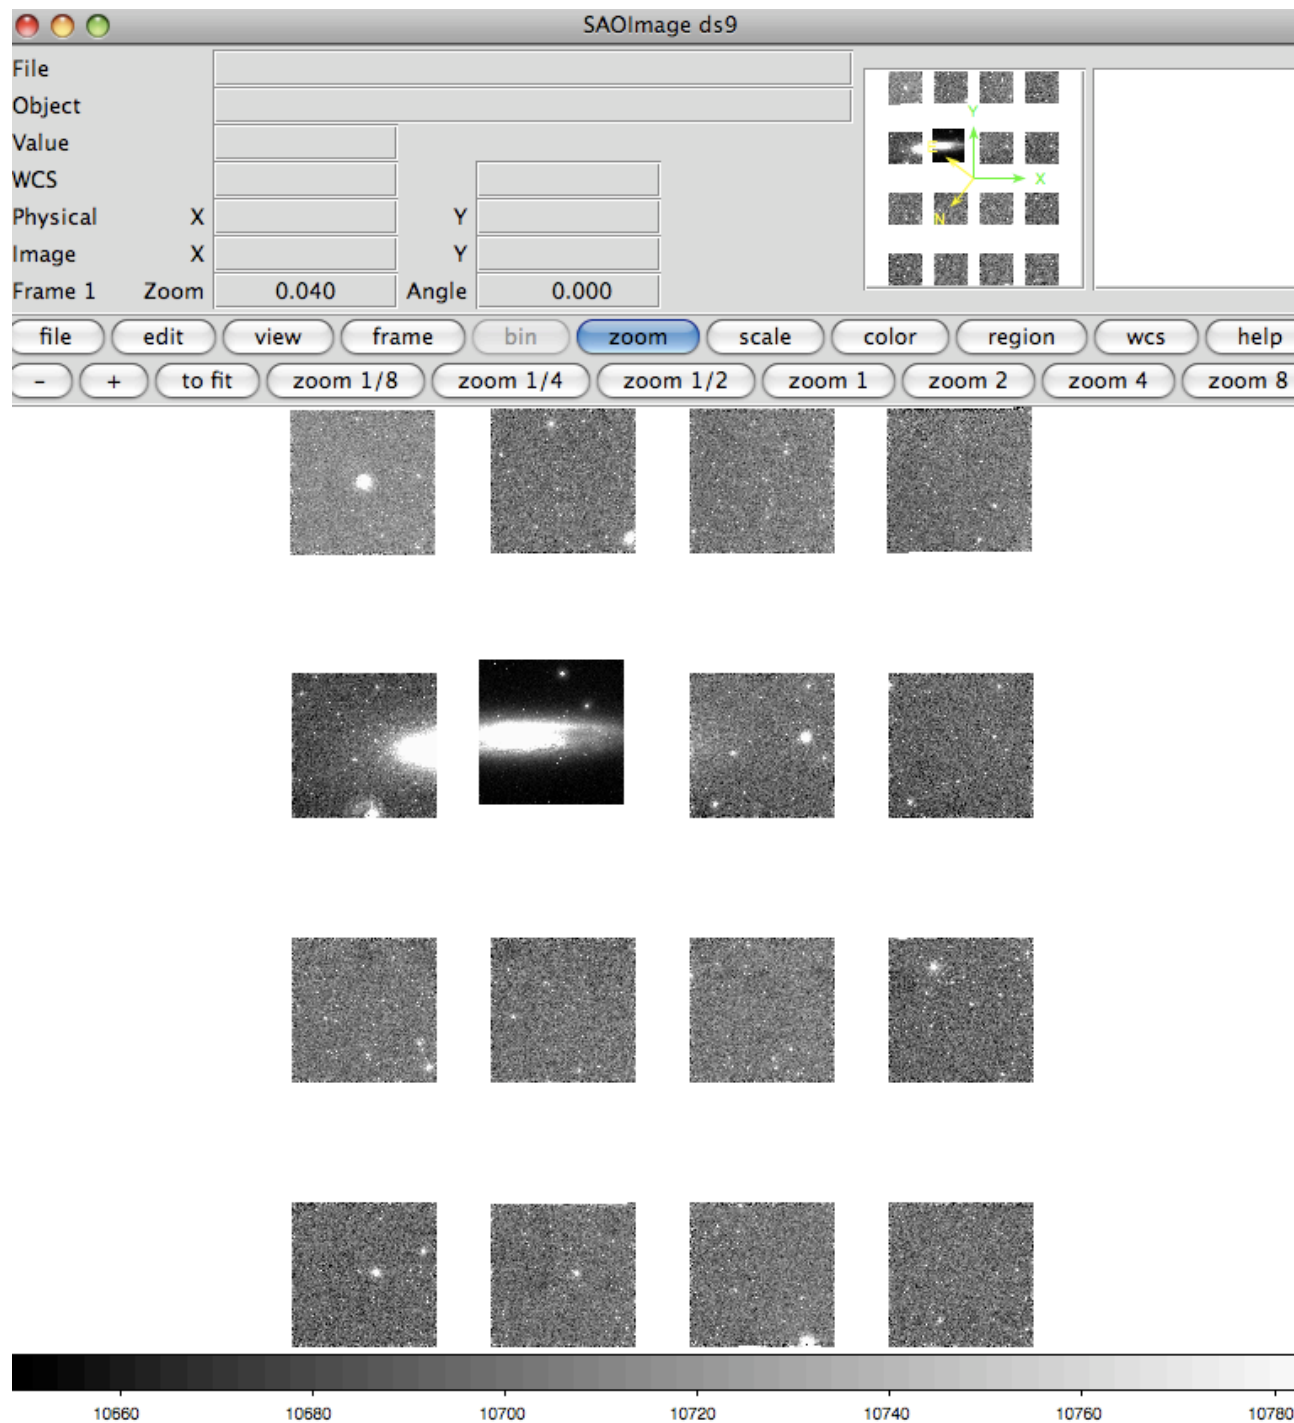 SAOImage ds9
File
Object
Value
WCS
Physical X Y
Image X Y
Frame 1 Zoom 0.040 Angle 0.000
Y
E
X
N
file edit view frame bin zoom scale color region wcs help
- + to fit zoom 1/8 zoom 1/4 zoom 1/2 zoom 1 zoom 2 zoom 4 zoom 8
10660 10680 10700 10720 10740 10760 10780